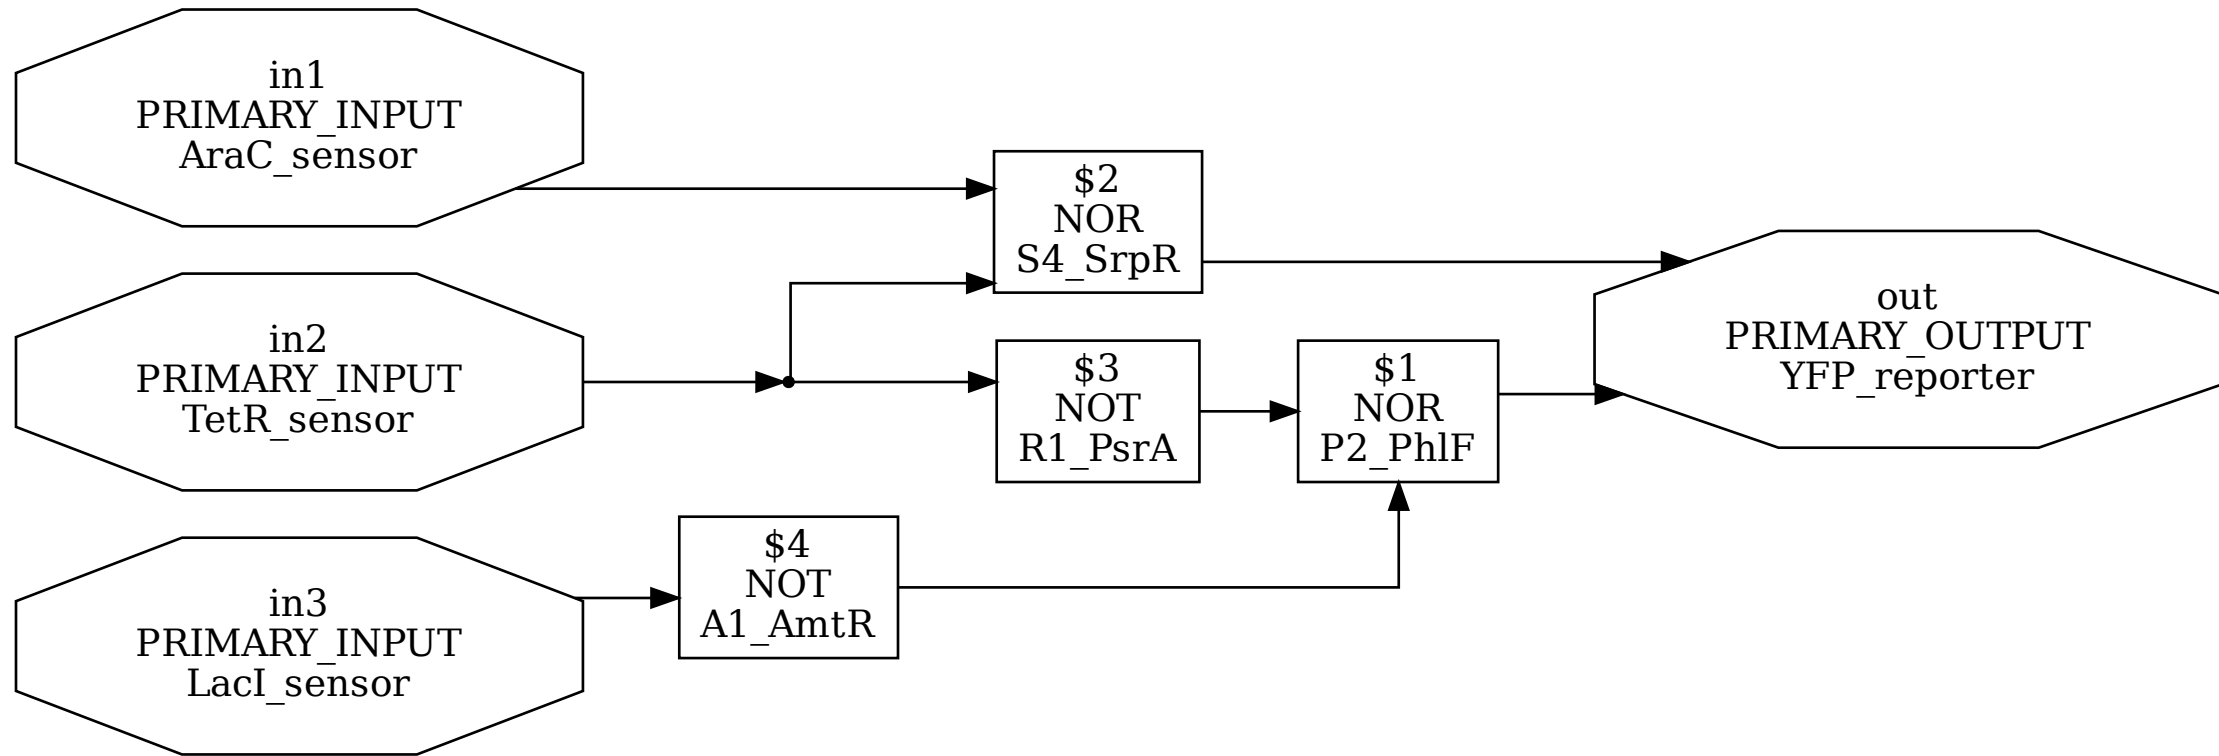 in1
PRIMARY_INPUT
AraC_sensor
in2
PRIMARY_INPUT
TetR_sensor
in3
PRIMARY_INPUT
LacI_sensor
$2
NOR
S4_SrpR
$3
NOT
R1_PsrA
$4
NOT
A1_AmtR
$1
NOR
P2_PhlF
out
PRIMARY_OUTPUT
YFP_reporter